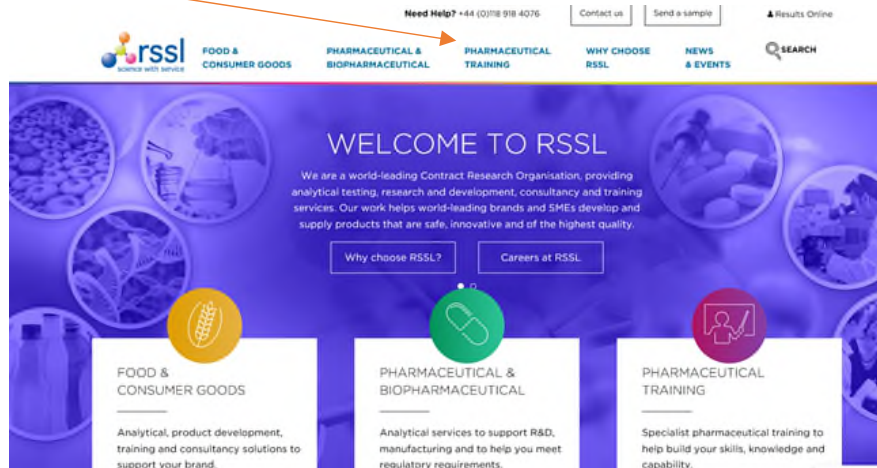 Need Help? +44 (0)118 918 4076
Contact us
Send a sample
Results Online
rssl
science with service
FOOD &
CONSUMER GOODS
PHARMACEUTICAL &
BIOPHARMACEUTICAL
PHARMACEUTICAL
TRAINING
WHY CHOOSE
RSSL
NEWS
& EVENTS
SEARCH
WELCOME TO RSSL
We are a world-leading Contract Research Organisation, providing
analytical testing, research and development, consultancy and training
services. Our work helps world-leading brands and SMEs develop and
supply products that are safe, innovative and of the highest quality.
Why choose RSSL?
Careers at RSSL
FOOD &
CONSUMER GOODS
Analytical, product development,
training and consultancy solutions to
support your brand.
PHARMACEUTICAL &
BIOPHARMACEUTICAL
Analytical services to support R&D,
manufacturing and to help you meet
regulatory requirements.
PHARMACEUTICAL
TRAINING
Specialist pharmaceutical training to
help build your skills, knowledge and
capability.